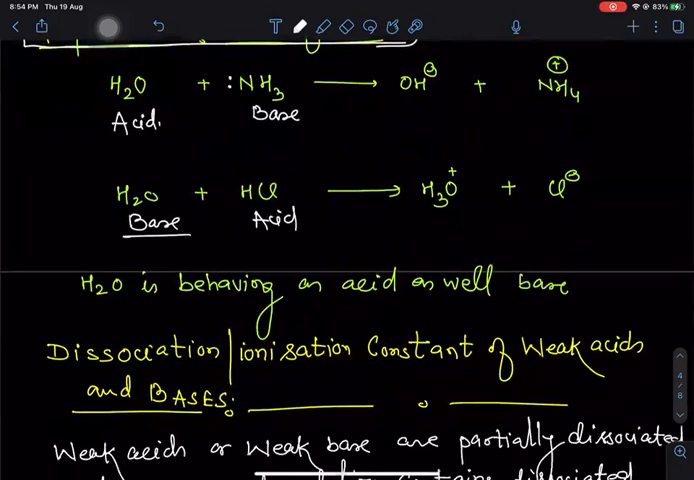 8:54 PM Thu 19 Aug 83%
H₂O + :NH₃ → OH⊖ + NH₄⊕
Acid. Base
H₂O + HCl → H₃O⁺ + Cl⊖
Base Acid
H₂O is behaving as acid as well base
Dissociation | ionisation Constant of Weak acids
and BASES:
4
/
8
Weak acids or Weak base are partially dissociated